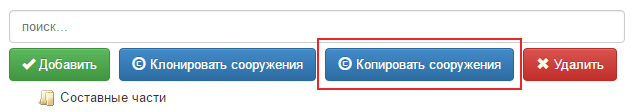 поиск...
Добавить © Клонировать сооружения © Копировать сооружения Удалить
Составные части